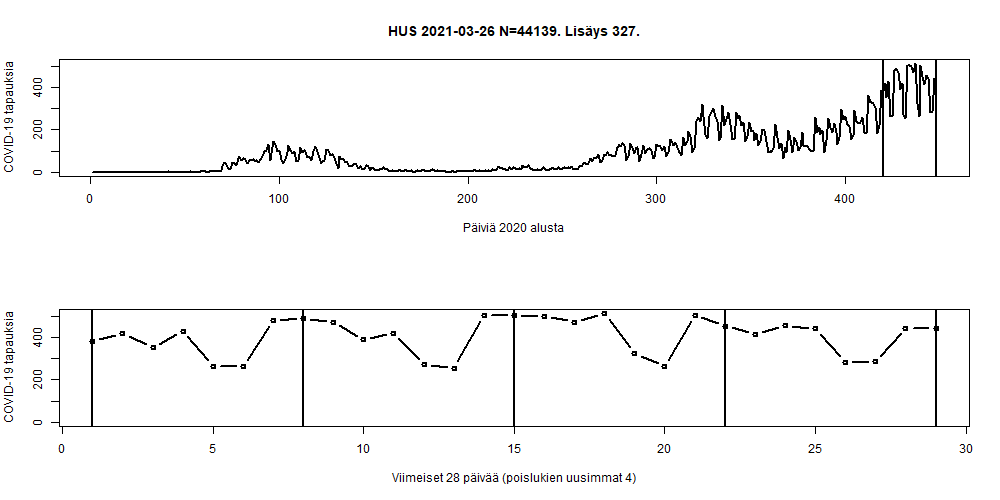 HUS 2021-03-26 N=44139. Lisäys 327.
COVID-19 tapauksia
0 200 400
0 100 200 300 400
Päiviä 2020 alusta
COVID-19 tapauksia
0 200 400
0 5 10 15 20 25 30
Viimeiset 28 päivää (poislukien uusimmat 4)